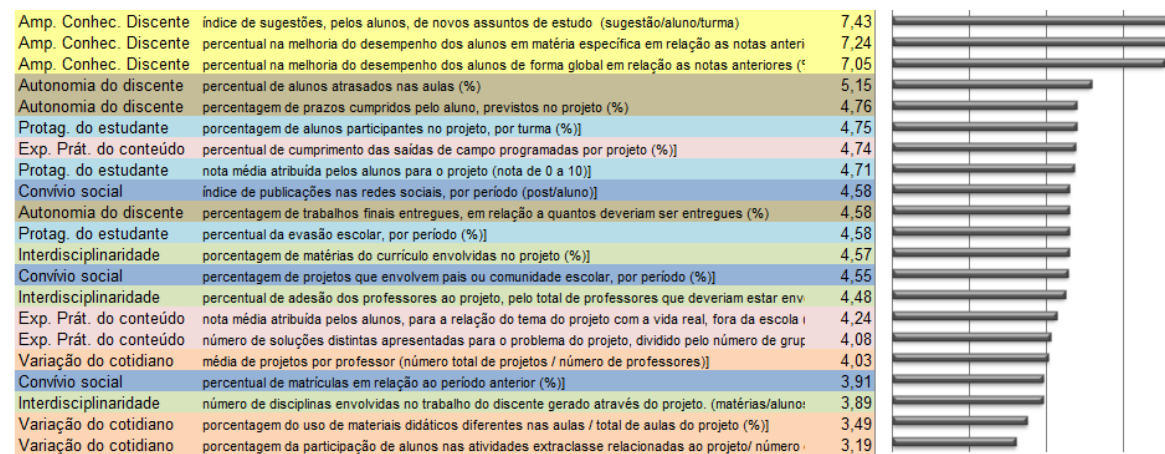 Amp. Conhec. Discente índice de sugestões, pelos alunos, de novos assuntos de estudo (sugestão/aluno/turma) 7,43
Amp. Conhec. Discente percentual na melhoria do desempenho dos alunos em matéria específica em relação as notas anteri 7,24
Amp. Conhec. Discente percentual na melhoria do desempenho dos alunos de forma global em relação as notas anteriores (% 7,05
Autonomia do discente percentual de alunos atrasados nas aulas (%) 5,15
Autonomia do discente percentagem de prazos cumpridos pelo aluno, previstos no projeto (%) 4,76
Protag. do estudante porcentagem de alunos participantes no projeto, por turma (%)] 4,75
Exp. Prát. do conteúdo percentual de cumprimento das saídas de campo programadas por projeto (%)] 4,74
Protag. do estudante nota média atribuída pelos alunos para o projeto (nota de 0 a 10)] 4,71
Convívio social índice de publicações nas redes sociais, por período (post/aluno)] 4,58
Autonomia do discente percentagem de trabalhos finais entregues, em relação a quantos deveriam ser entregues (%) 4,58
Protag. do estudante percentual da evasão escolar, por período (%)] 4,58
Interdisciplinaridade percentagem de matérias do currículo envolvidas no projeto (%)] 4,57
Convívio social percentagem de projetos que envolvem pais ou comunidade escolar, por período (%)] 4,55
Interdisciplinaridade percentual de adesão dos professores ao projeto, pelo total de professores que deveriam estar env 4,48
Exp. Prát. do conteúdo nota média atribuída pelos alunos, para a relação do tema do projeto com a vida real, fora da escola ( 4,24
Exp. Prát. do conteúdo número de soluções distintas apresentadas para o problema do projeto, dividido pelo número de grup 4,08
Variação do cotidiano média de projetos por professor (número total de projetos / número de professores)] 4,03
Convívio social percentual de matrículas em relação ao período anterior (%)] 3,91
Interdisciplinaridade número de disciplinas envolvidas no trabalho do discente gerado através do projeto. (matérias/alunos 3,89
Variação do cotidiano porcentagem do uso de materiais didáticos diferentes nas aulas / total de aulas do projeto (%)] 3,49
Variação do cotidiano porcentagem da participação de alunos nas atividades extraclasse relacionadas ao projeto/ número 3,19